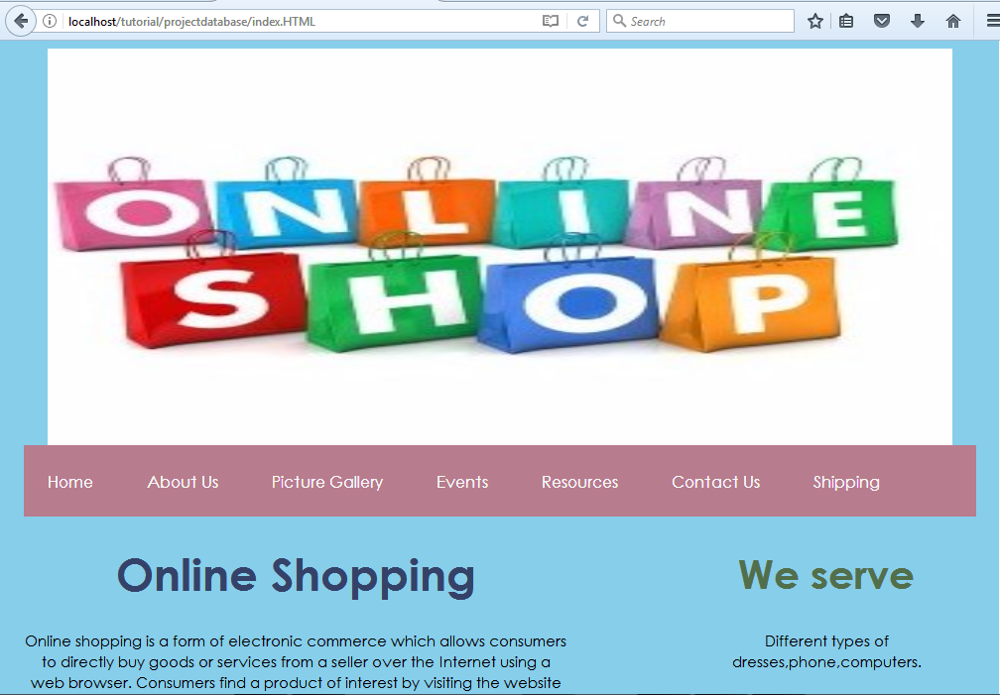 localhost/tutorial/projectdatabase/index.HTML
Search
ONLINE
SHOP
Home About Us Picture Gallery Events Resources Contact Us Shipping
Online Shopping
Online shopping is a form of electronic commerce which allows consumers
to directly buy goods or services from a seller over the Internet using a
web browser. Consumers find a product of interest by visiting the website
We serve
Different types of
dresses,phone,computers.